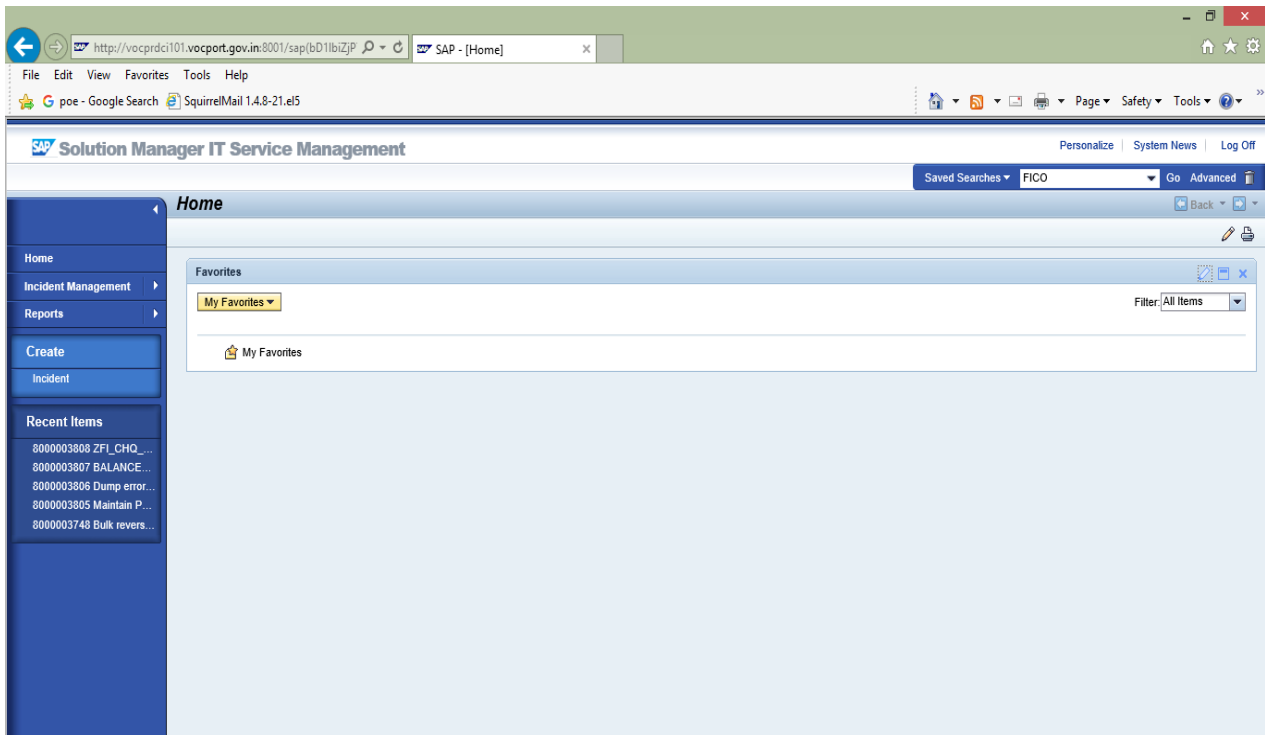 http://vocprdci101.vocport.gov.in:8001/sap(bD1lbiZjP
SAP - [Home]
File Edit View Favorites Tools Help
poe - Google Search SquirrelMail 1.4.8-21.el5
Page Safety Tools
SAP Solution Manager IT Service Management
Personalize | System News | Log Off
Saved Searches FICO Go Advanced
Home
Back
Home
Incident Management
Reports
Create
Incident
Recent Items
8000003808 ZFI_CHQ_...
8000003807 BALANCE...
8000003806 Dump error...
8000003805 Maintain P...
8000003748 Bulk revers...
Favorites
My Favorites
Filter: All Items
My Favorites